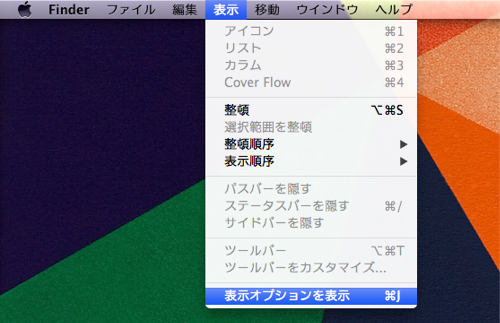 Finder ファイル 編集 表示 移動 ウインドウ ヘルプ
アイコン ⌘1
リスト ⌘2
カラム ⌘3
Cover Flow ⌘4
整頓 ⌥⌘S
選択範囲を整頓
整頓順序 ▶
表示順序 ▶
パスバーを隠す
ステータスバーを隠す ⌘/
サイドバーを隠す
ツールバー ⌥⌘T
ツールバーをカスタマイズ...
表示オプションを表示 ⌘J